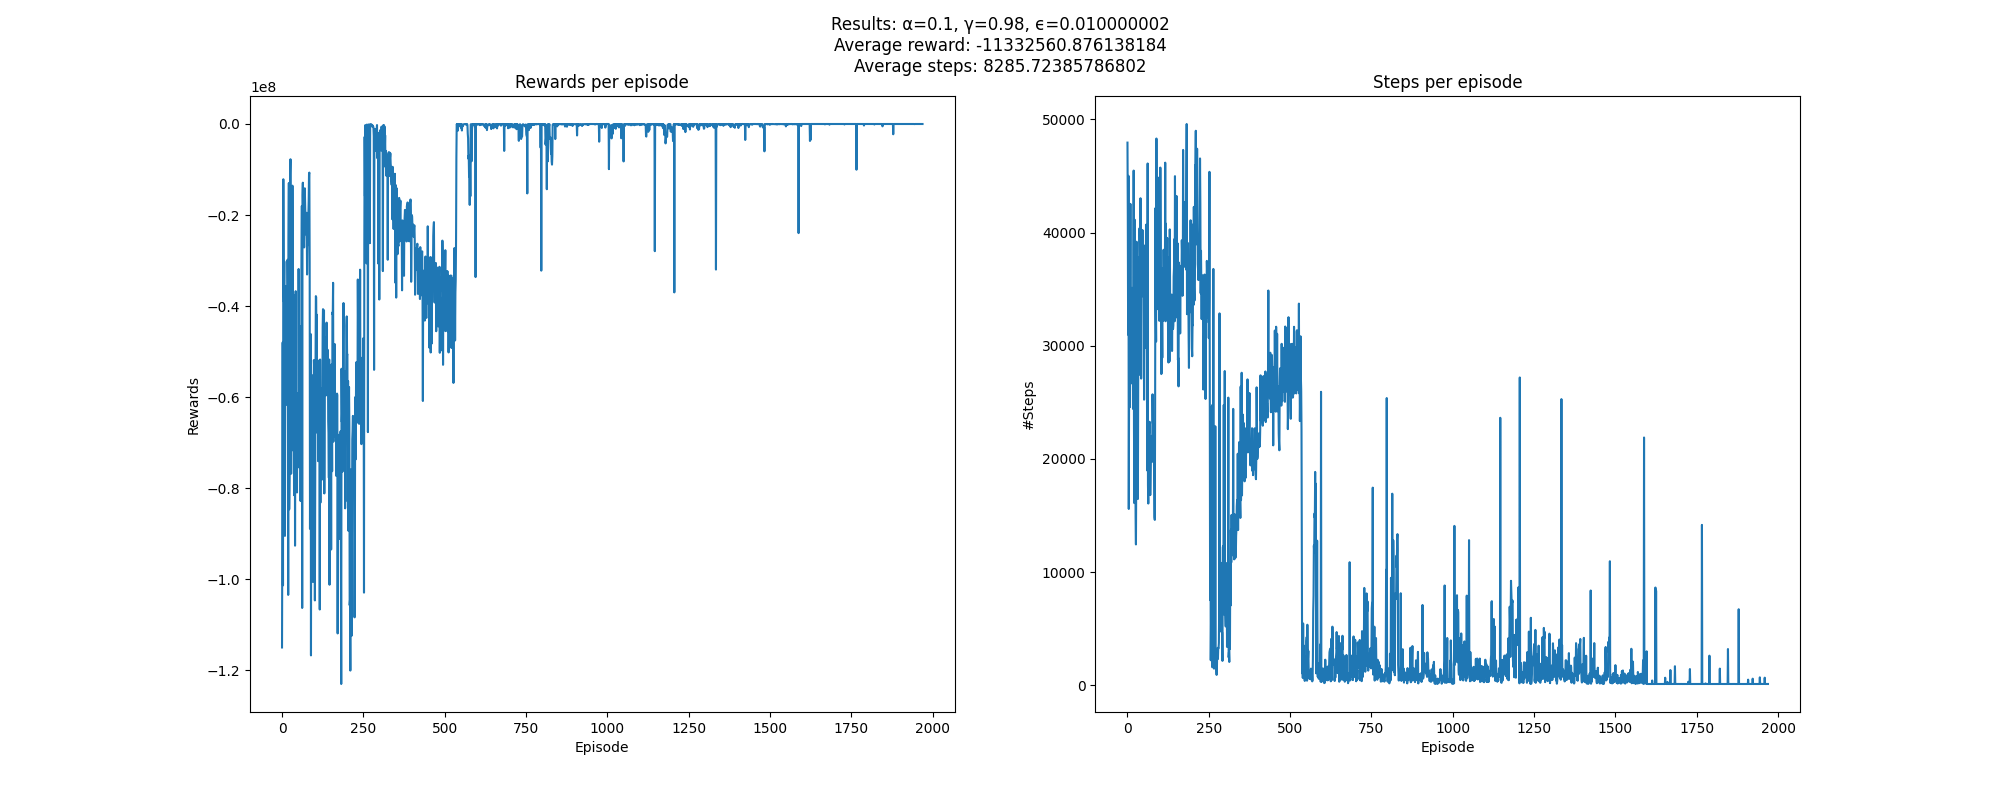 Results: α=0.1, γ=0.98, ϵ=0.010000002
Average reward: -11332560.876138184
Average steps: 8285.72385786802
Rewards per episode
1e8
0.0
−0.2
−0.4
−0.6
−0.8
−1.0
−1.2
Rewards
0 250 500 750 1000 1250 1500 1750 2000
Episode
Steps per episode
50000
40000
30000
20000
10000
0
#Steps
0 250 500 750 1000 1250 1500 1750 2000
Episode